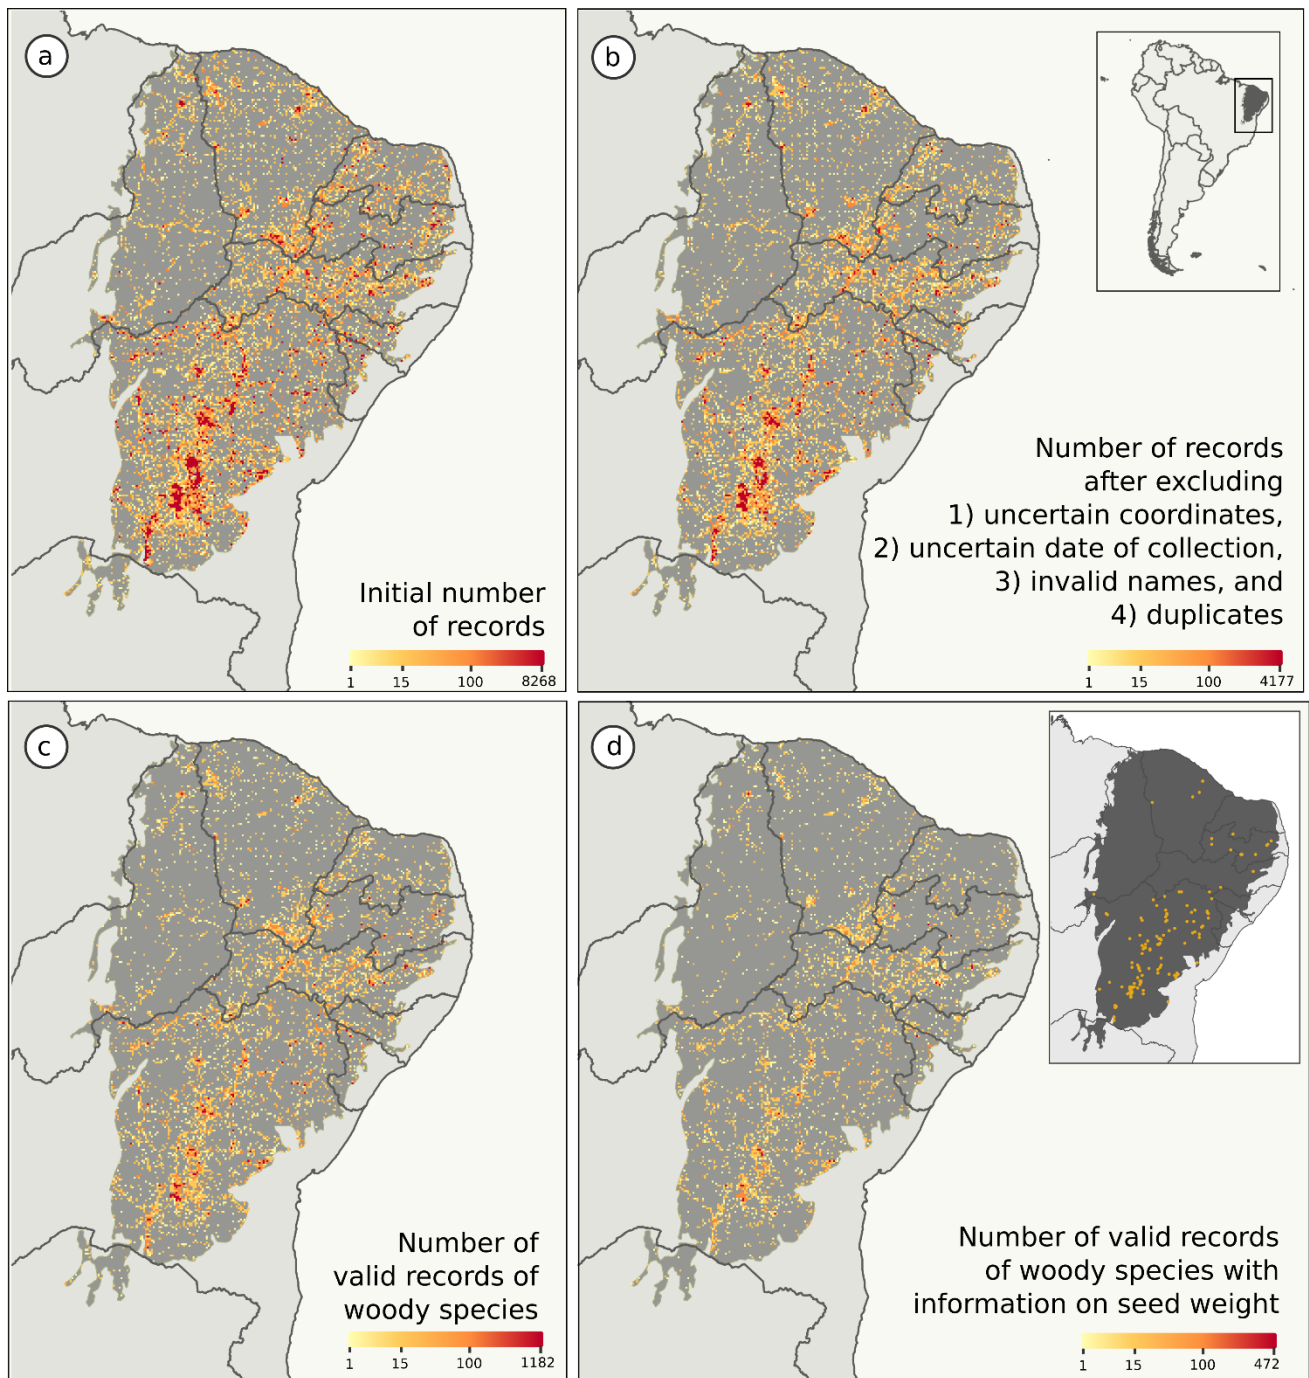 a
Initial number
of records
1 15 100 8268
b
Number of records
after excluding
1) uncertain coordinates,
2) uncertain date of collection,
3) invalid names, and
4) duplicates
1 15 100 4177
c
Number of
valid records of
woody species
1 15 100 1182
d
Number of valid records
of woody species with
information on seed weight
1 15 100 472